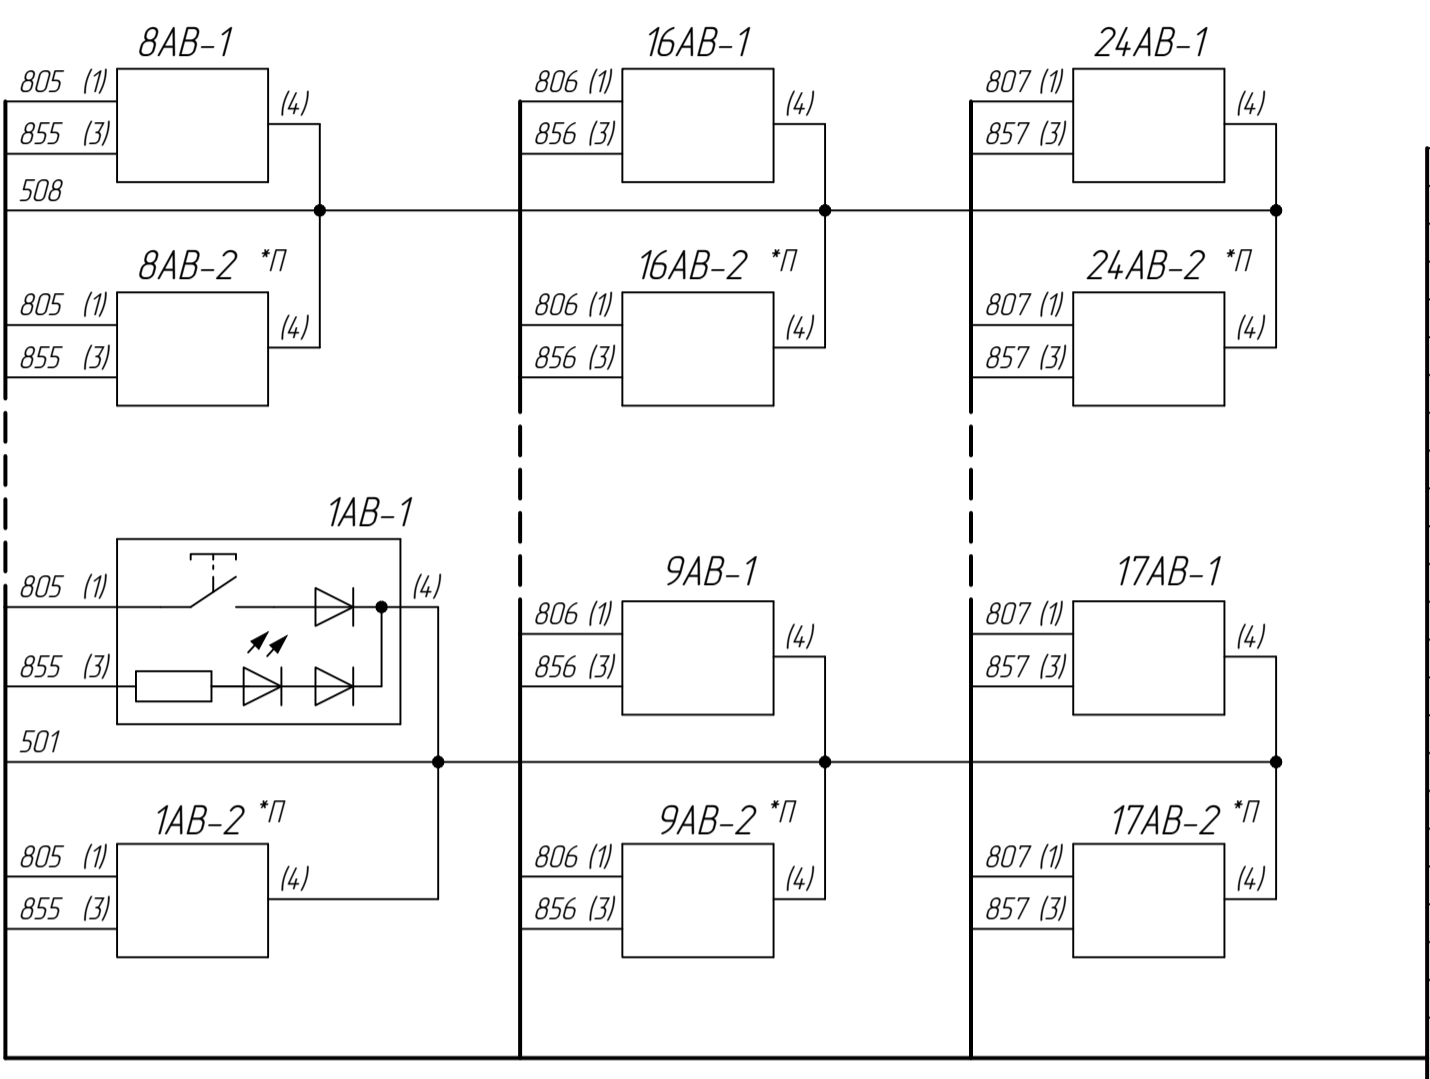 8АВ-1 16АВ-1 24АВ-1
805 (1) (4) 806 (1) (4) 807 (1) (4)
855 (3) 856 (3) 857 (3)
508
8АВ-2 *П 16АВ-2 *П 24АВ-2 *П
805 (1) (4) 806 (1) (4) 807 (1) (4)
855 (3) 856 (3) 857 (3)
1АВ-1
9АВ-1 17АВ-1
805 (1) (4) 806 (1) (4) 807 (1) (4)
855 (3) 856 (3) 857 (3)
501
1АВ-2 *П 9АВ-2 *П 17АВ-2 *П
805 (1) (4) 806 (1) (4) 807 (1) (4)
855 (3) 856 (3) 857 (3)